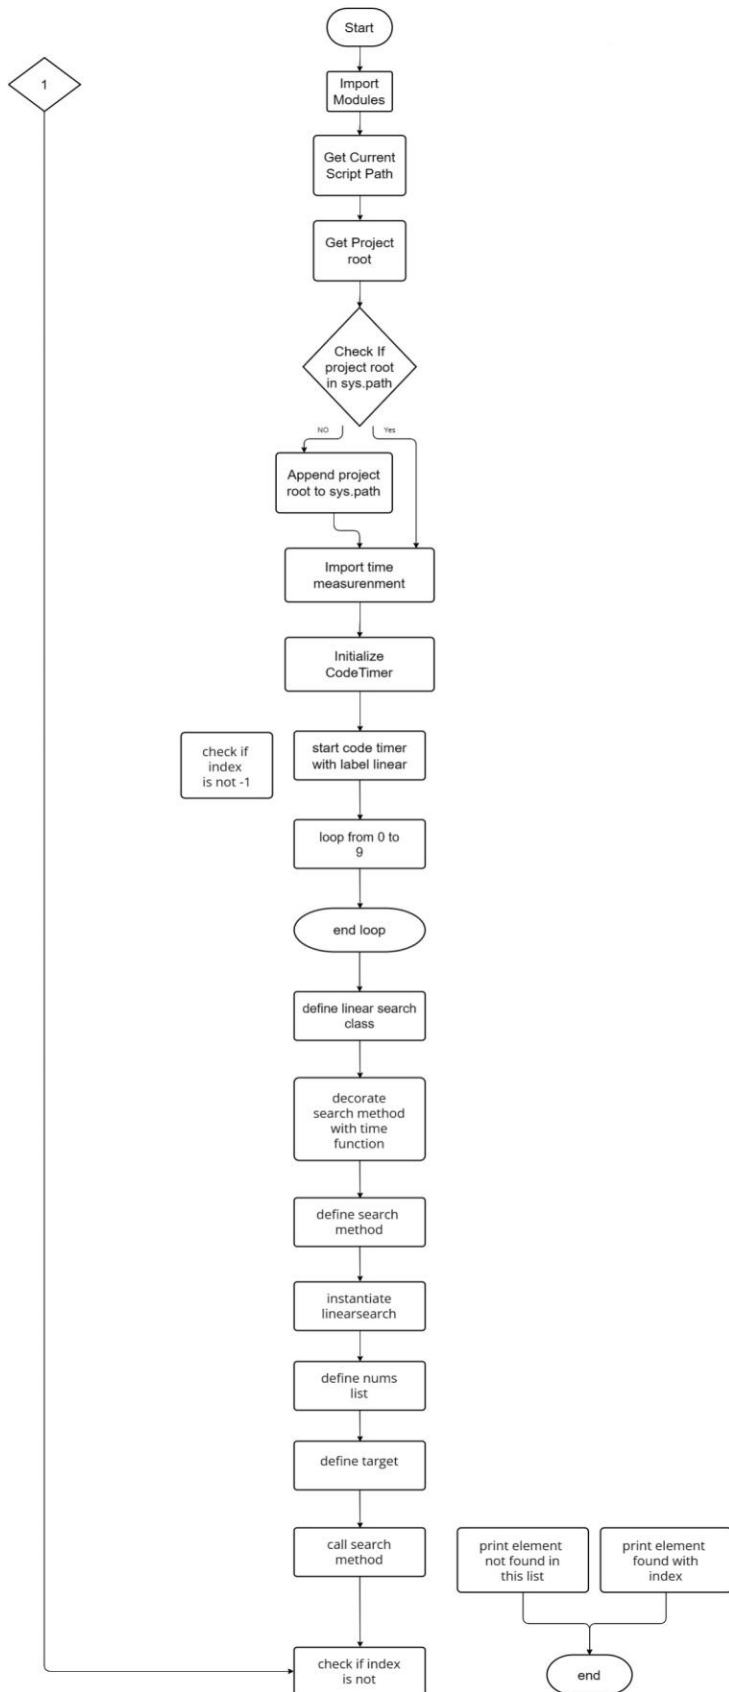 Start
1
Import
Modules
Get Current
Script Path
Get Project
root
Check If
project root
in sys.path
NO
Yes
Append project
root to sys.path
Import time
measurenment
Initialize
CodeTimer
check if
index
is not -1
start code timer
with label linear
loop from 0 to
9
end loop
define linear search
class
decorate
search method
with time
function
define search
method
instantiate
linearsearch
define nums
list
define target
call search
method
print element
not found in
this list
print element
found with
index
check if index
is not
end